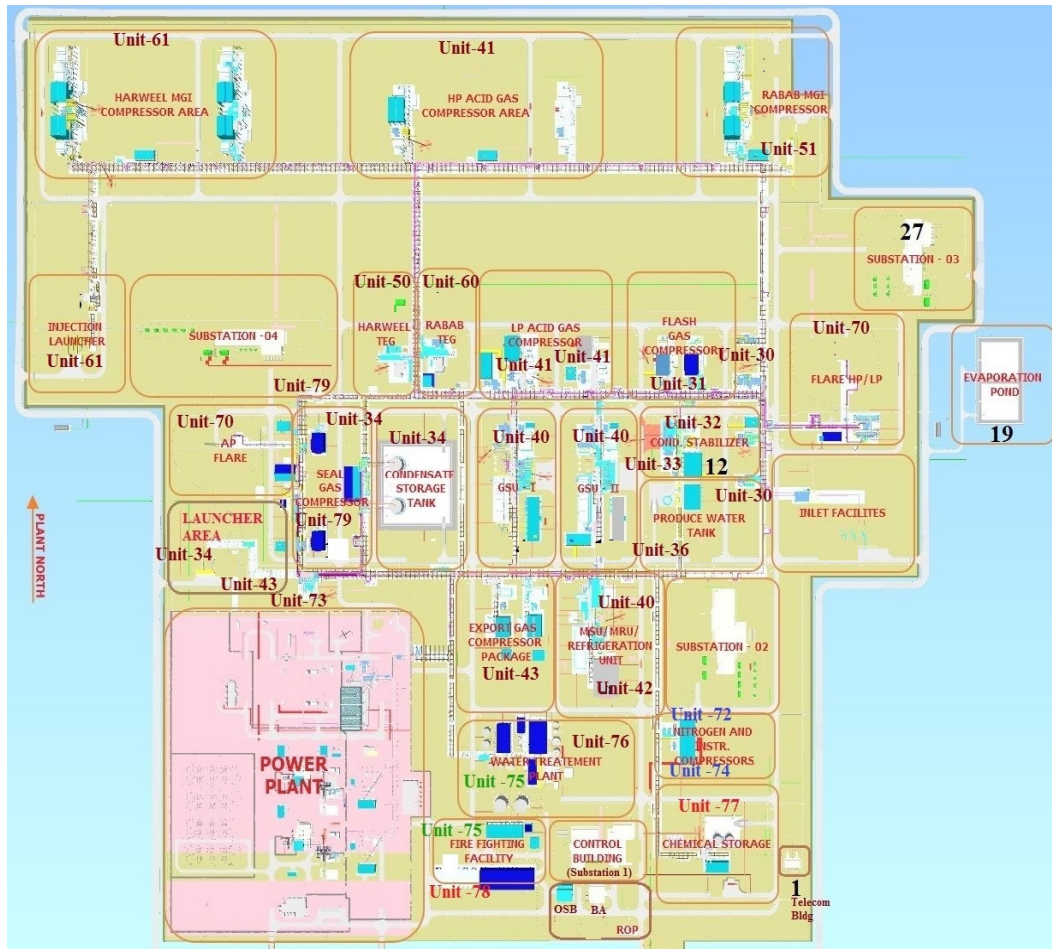 Unit-61
Unit-41
HARWEEL MGI
COMPRESSOR AREA
HP ACID GAS
COMPRESSOR AREA
RABAB MGI
COMPRESSOR
Unit-51
27
SUBSTATION - 03
Unit-50
Unit-60
INJECTION
LAUNCHER
Unit-61
SUBSTATION -04
HARWEEL
TEG
RABAB
TEG
LP ACID GAS
COMPRESSOR
Unit-41
Unit-41
FLASH
GAS
COMPRESSOR
Unit-31
Unit-30
Unit-70
FLARE HP/LP
EVAPORATION
POND
19
Unit-79
Unit-70
AP
FLARE
Unit-34
SEAL
GAS
COMPRESSOR
Unit-79
Unit-34
CONDENSATE
STORAGE
TANK
Unit-40
GSU - I
Unit-40
GSU - II
Unit-32
COND. STABILIZER
Unit-33
12
Unit-30
PRODUCE WATER
TANK
Unit-36
INLET FACILITES
PLANT NORTH
LAUNCHER
AREA
Unit-34
Unit-43
Unit-73
EXPORT GAS
COMPRESSOR
PACKAGE
Unit-43
Unit-40
MSU/MRU/
REFRIGERATION
UNIT
Unit-42
SUBSTATION - 02
POWER
PLANT
Unit-76
WATER TREATEMENT
PLANT
Unit -75
Unit -72
NITROGEN AND
INSTR.
COMPRESSORS
Unit -74
Unit -75
FIRE FIGHTING
FACILITY
Unit -78
CONTROL
BUILDING
(Substation 1)
Unit -77
CHEMICAL STORAGE
1
Telecom
Bldg
OSB
BA
ROP